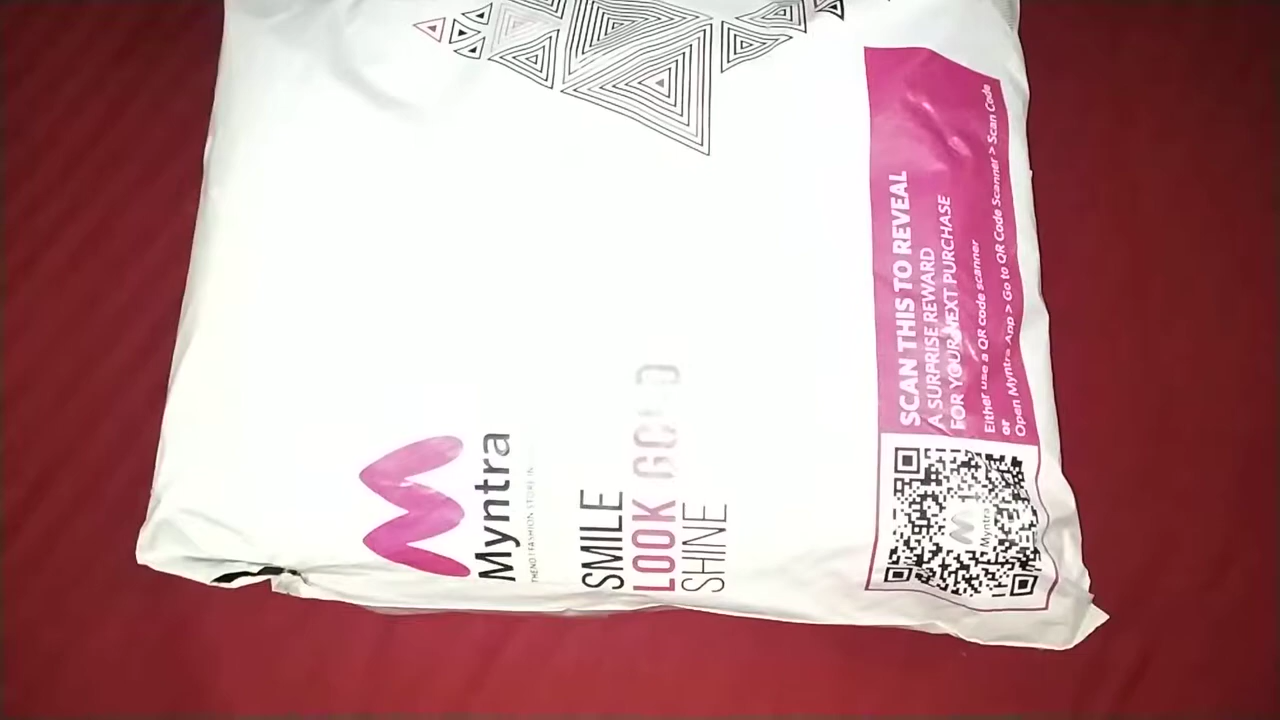 Myntra
SMILE
LOOK GOLD
SHINE
SCAN THIS TO REVEAL
A SURPRISE REWARD
FOR YOUR NEXT PURCHASE
Either use a QR code scanner
or
Open Myntra App > Go to QR Code Scanner > Scan Code
Myntra